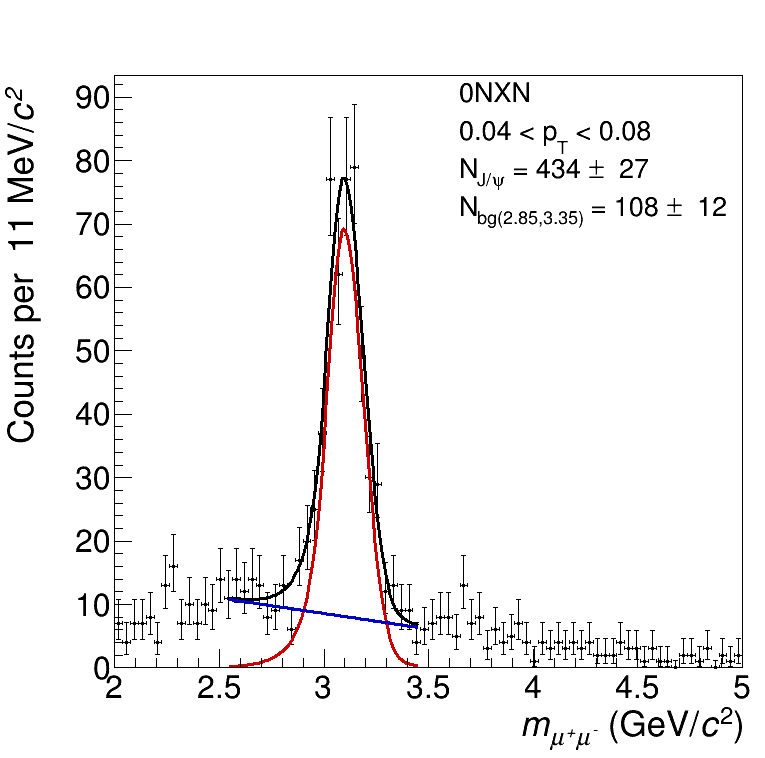 0NXN
0.04 < p_T < 0.08
N_J/ψ = 434 ± 27
N_bg(2.85,3.35) = 108 ± 12
Counts per 11 MeV/c²
90
80
70
60
50
40
30
20
10
0
2 2.5 3 3.5 4 4.5 5
m_μ⁺μ⁻ (GeV/c²)